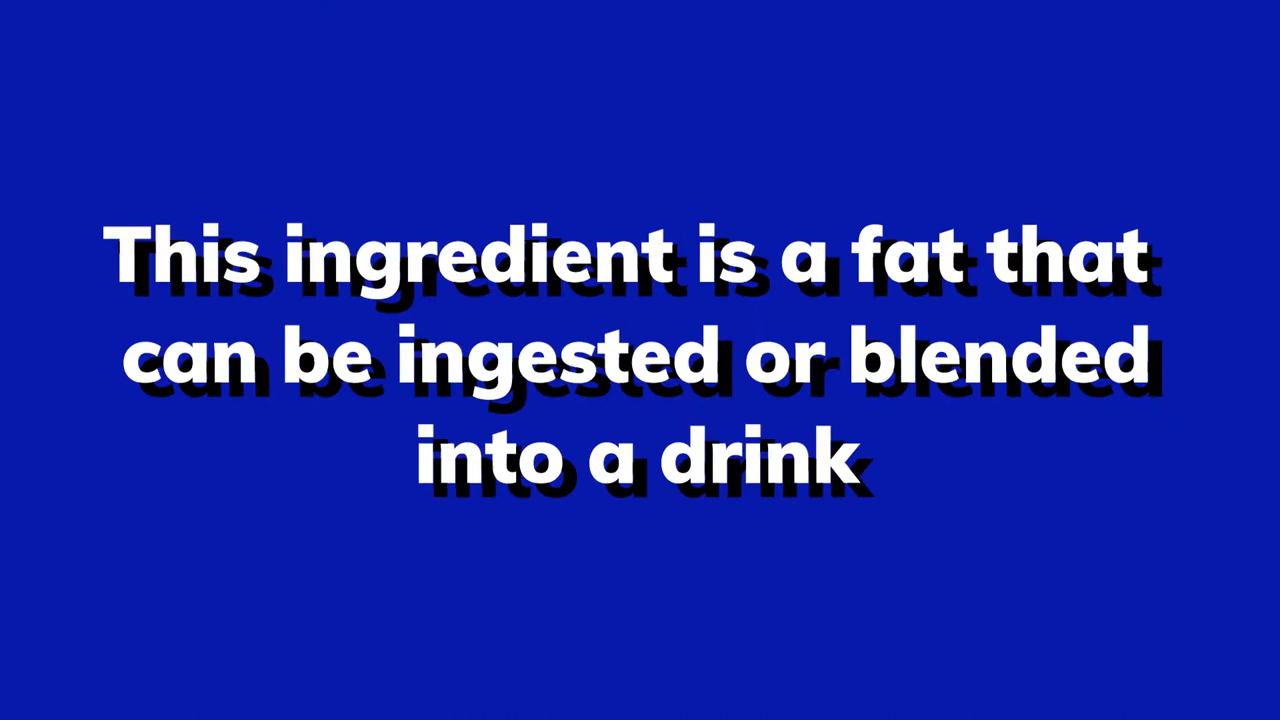 This ingredient is a fat that
can be ingested or blended
into a drink